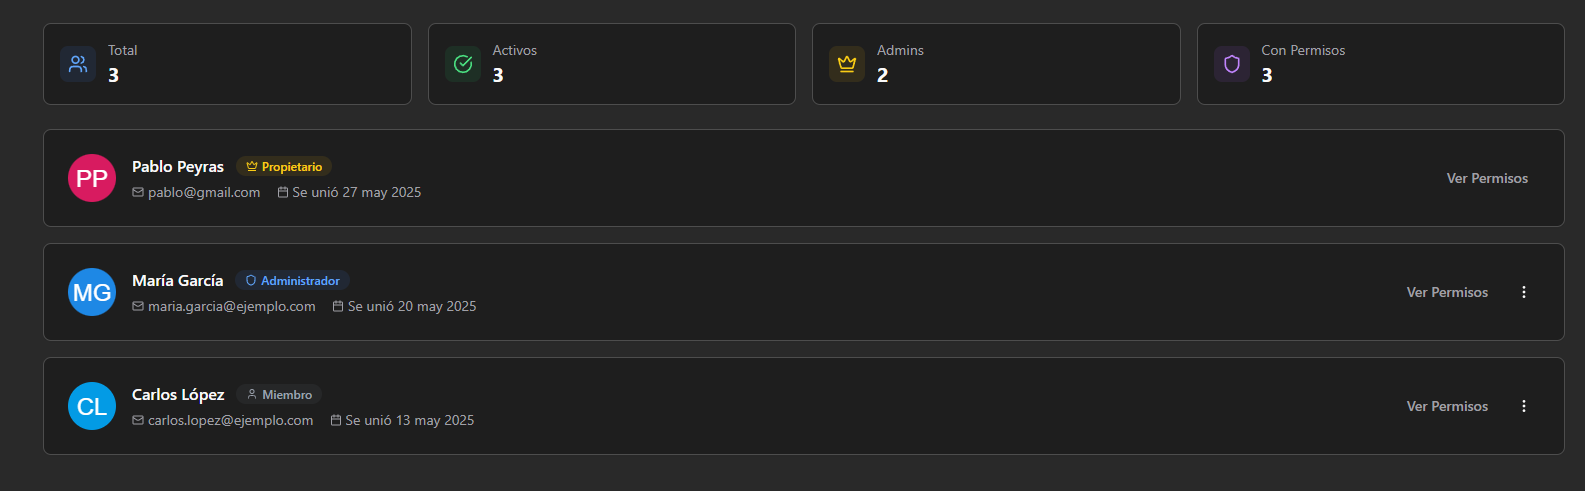 Total
3
Activos
3
Admins
2
Con Permisos
3
PP
Pablo Peyras
Propietario
pablo@gmail.com
Se unió 27 may 2025
Ver Permisos
MG
María García
Administrador
maria.garcia@ejemplo.com
Se unió 20 may 2025
Ver Permisos
CL
Carlos López
Miembro
carlos.lopez@ejemplo.com
Se unió 13 may 2025
Ver Permisos